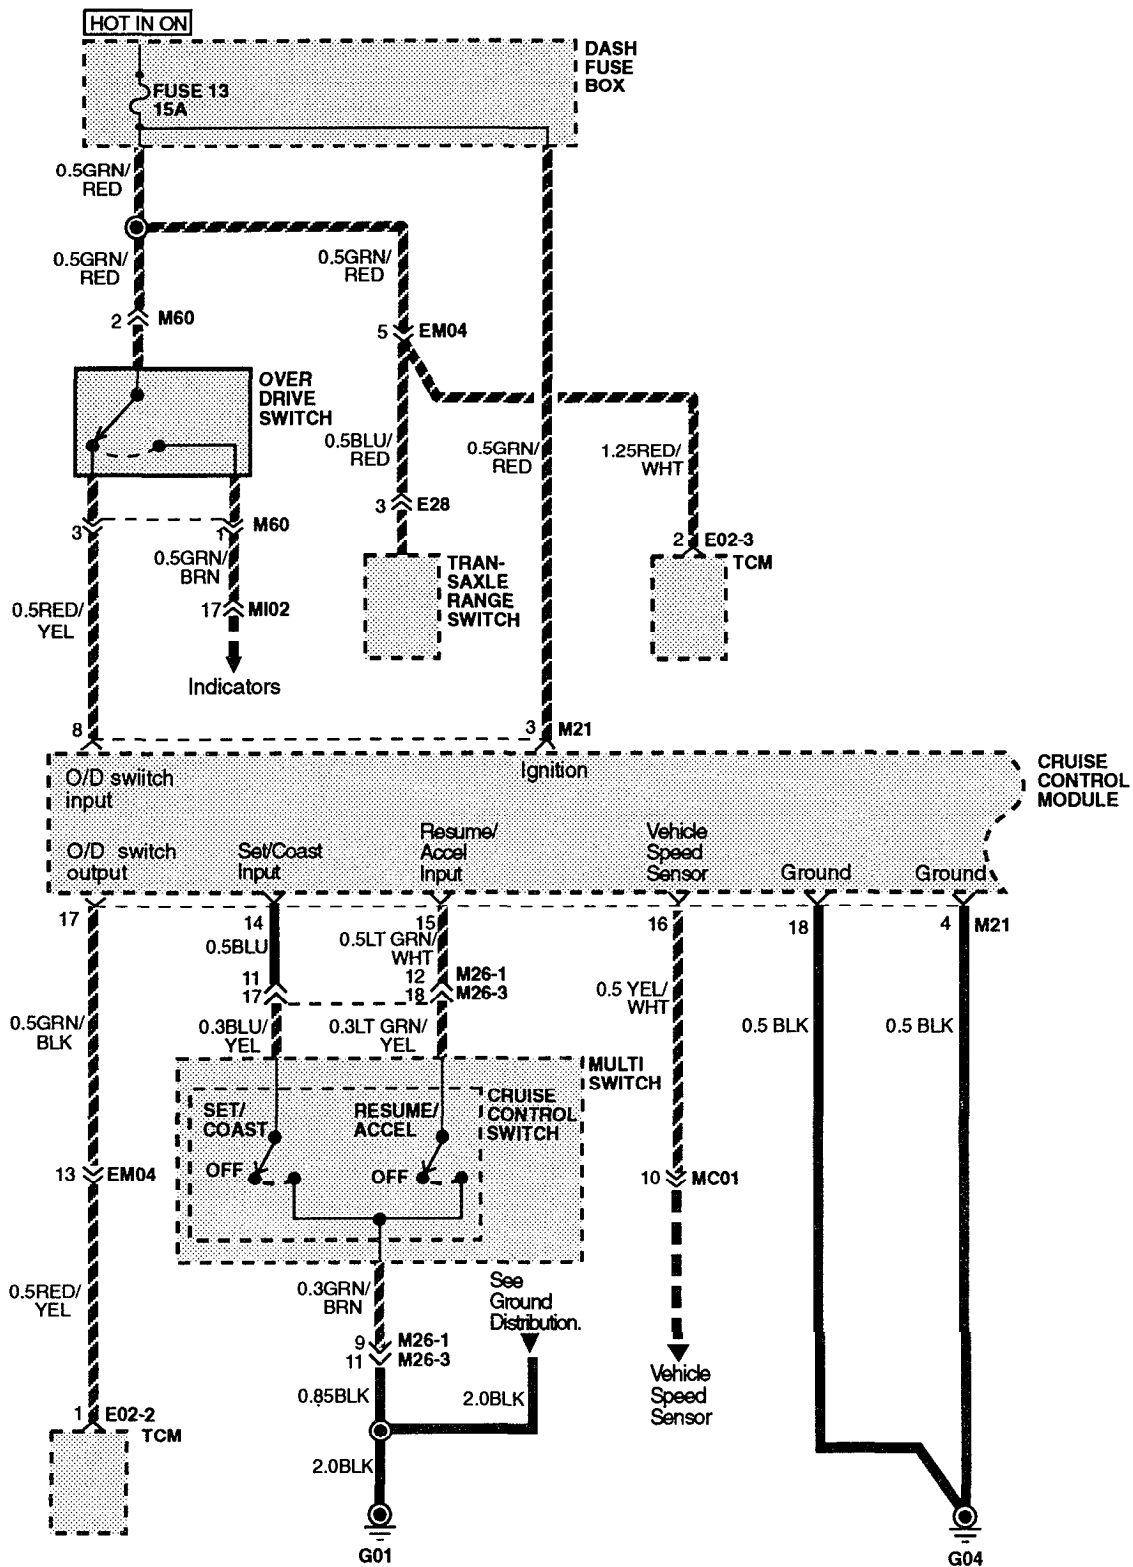 HOT IN ON
DASH
FUSE
BOX
FUSE 13
15A
0.5GRN/
RED
0.5GRN/
RED
0.5GRN/
RED
2 M60
5 EM04
OVER
DRIVE
SWITCH
0.5BLU/
RED
0.5GRN/
RED
1.25RED/
WHT
3 E28
3
1 M60
2 E02-3
TCM
0.5GRN/
BRN
TRAN-
SAXLE
RANGE
SWITCH
0.5RED/
YEL
17 MI02
Indicators
8
3 M21
CRUISE
CONTROL
MODULE
O/D swiitch
input
Ignition
O/D switch
output
Set/Coast
Input
Resume/
Accel
Input
Vehicle
Speed
Sensor
Ground
Ground
17
14
15
16
18
4 M21
0.5BLU
0.5LT GRN/
WHT
11
17
12 M26-1
18 M26-3
0.5GRN/
BLK
0.3BLU/
YEL
0.3LT GRN/
YEL
0.5 YEL/
WHT
0.5 BLK
0.5 BLK
MULTI
SWITCH
SET/
COAST
RESUME/
ACCEL
CRUISE
CONTROL
SWITCH
OFF
OFF
13 EM04
10 MC01
0.5RED/
YEL
0.3GRN/
BRN
See
Ground
Distribution.
9 M26-1
11 M26-3
0.85BLK
2.0BLK
Vehicle
Speed
Sensor
1 E02-2
TCM
2.0BLK
G01
G04